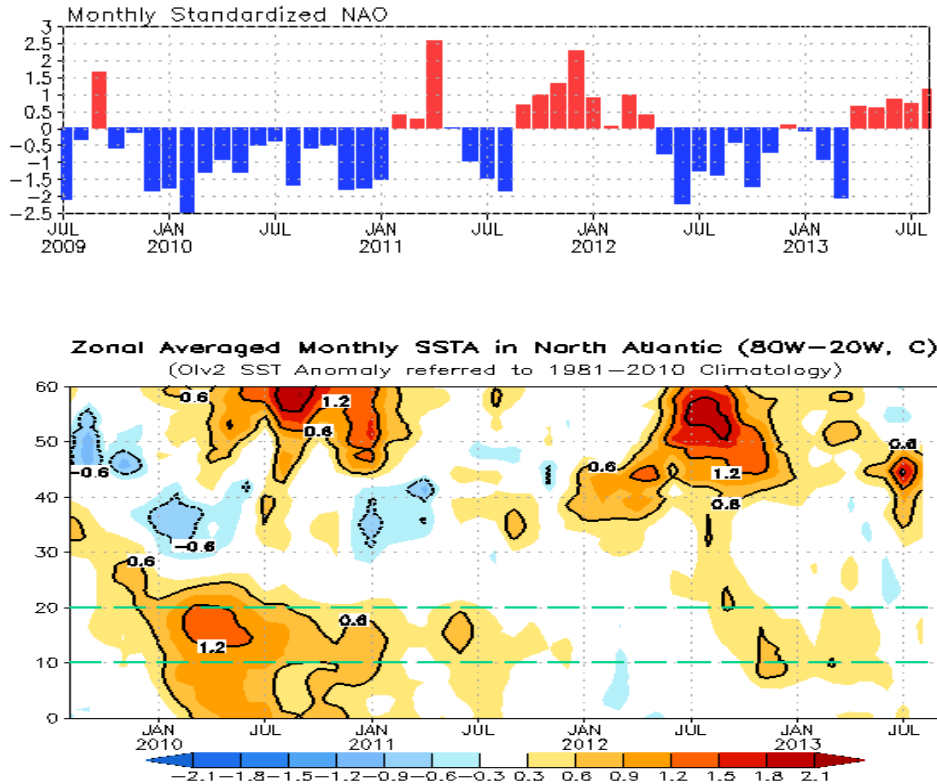 Monthly Standardized NAO
3
2.5
2
1.5
1
0.5
0
-0.5
-1
-1.5
-2
-2.5
JUL JAN JUL JAN JUL JAN JUL JAN JUL
2009 2010 2011 2012 2013
Zonal Averaged Monthly SSTA in North Atlantic (80W-20W, C)
(OIv2 SST Anomaly referred to 1981-2010 Climatology)
60
50
40
30
20
10
0
0.6 1.2 0.6
0.6 1.2 0.6
-0.6 0.6 0.6
-0.6
0.6 0.6
1.2
JAN JUL JAN JUL JAN JUL JAN JUL
2010 2011 2012 2013
-2.1 -1.8 -1.5 -1.2 -0.9 -0.6 -0.3 0.3 0.6 0.9 1.2 1.5 1.8 2.1